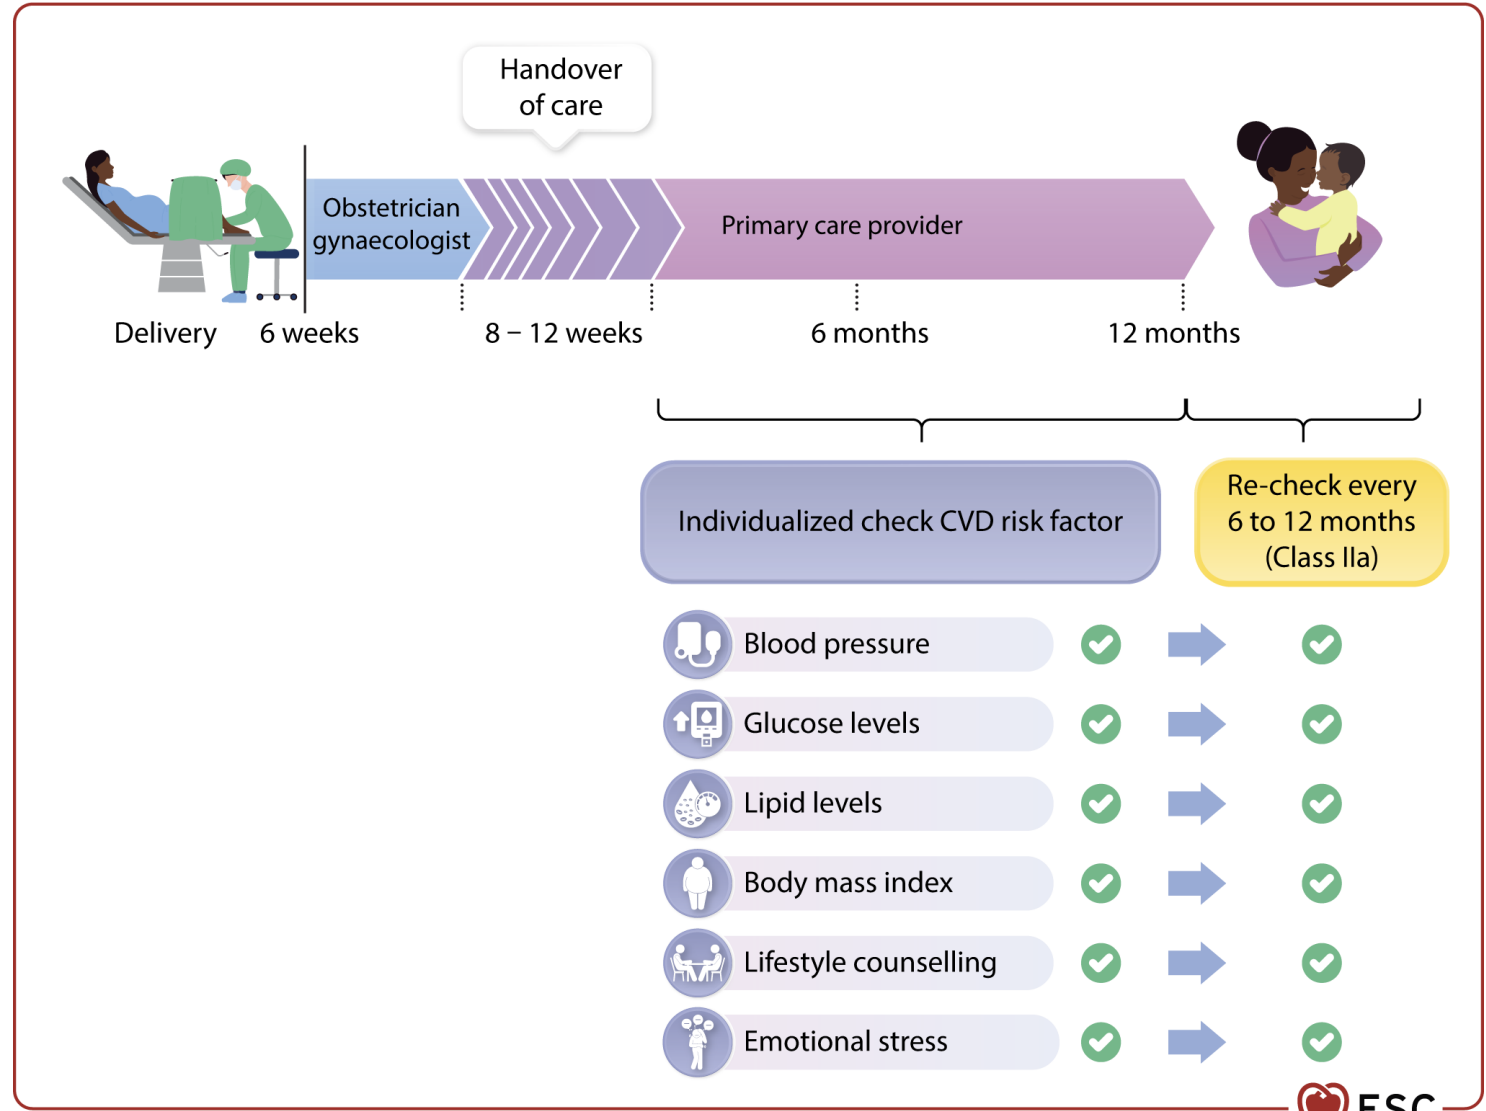 Handover
of care
Obstetrician
gynaecologist
Primary care provider
Delivery
6 weeks
8 – 12 weeks
6 months
12 months
Individualized check CVD risk factor
Re-check every
6 to 12 months
(Class IIa)
Blood pressure
Glucose levels
Lipid levels
Body mass index
Lifestyle counselling
Emotional stress
ESC